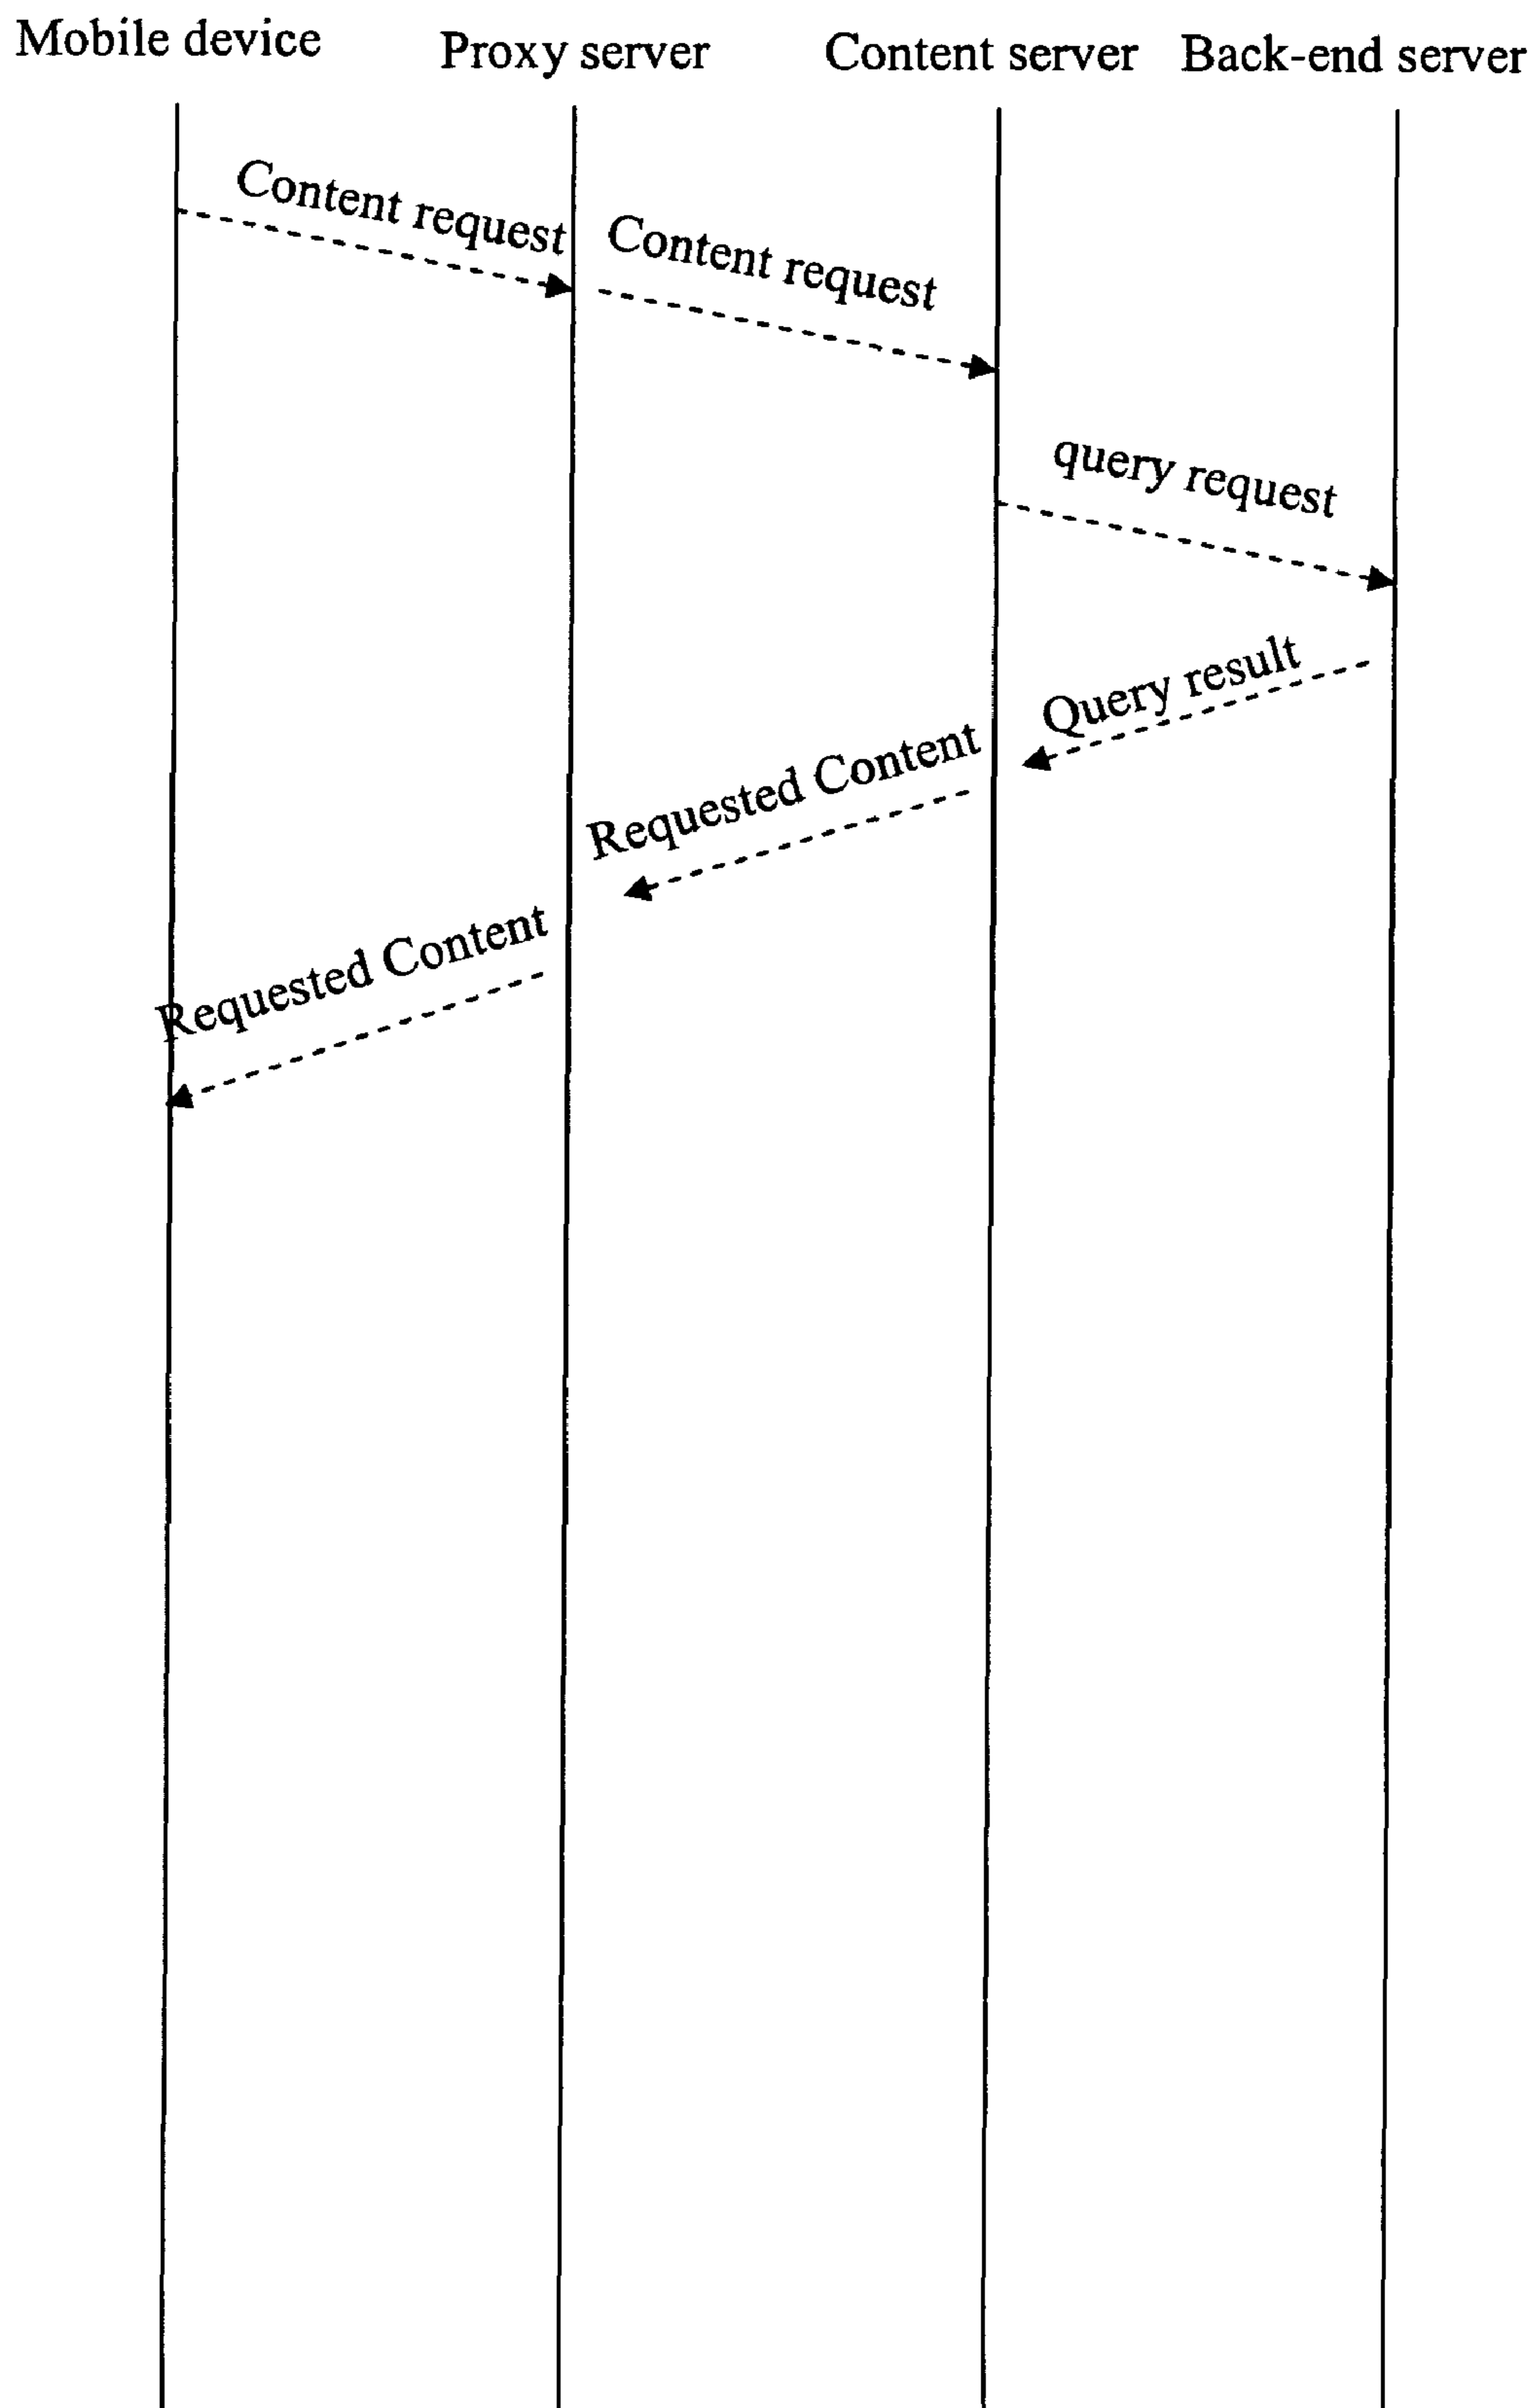 Mobile device
Proxy server
Content server
Back-end server
Content request
Content request
query request
Query result
Requested Content
Requested Content